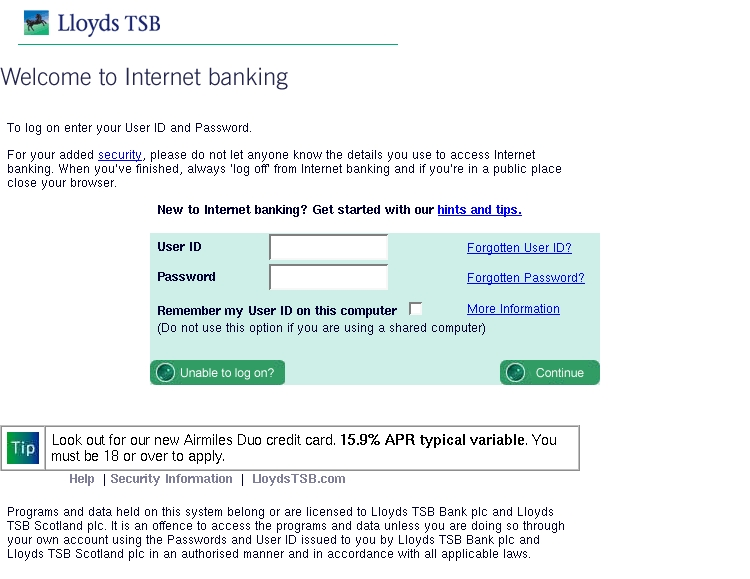 Lloyds TSB
Welcome to Internet banking
To log on enter your User ID and Password.
For your added security, please do not let anyone know the details you use to access Internet
banking. When you've finished, always 'log off' from Internet banking and if you're in a public place
close your browser.
New to Internet banking? Get started with our hints and tips.
User ID Forgotten User ID?
Password Forgotten Password?
Remember my User ID on this computer More Information
(Do not use this option if you are using a shared computer)
Unable to log on? Continue
Tip
Look out for our new Airmiles Duo credit card. 15.9% APR typical variable. You
must be 18 or over to apply.
Help | Security Information | LloydsTSB.com
Programs and data held on this system belong or are licensed to Lloyds TSB Bank plc and Lloyds
TSB Scotland plc. It is an offence to access the programs and data unless you are doing so through
your own account using the Passwords and User ID issued to you by Lloyds TSB Bank plc and
Lloyds TSB Scotland plc in an authorised manner and in accordance with all applicable laws.